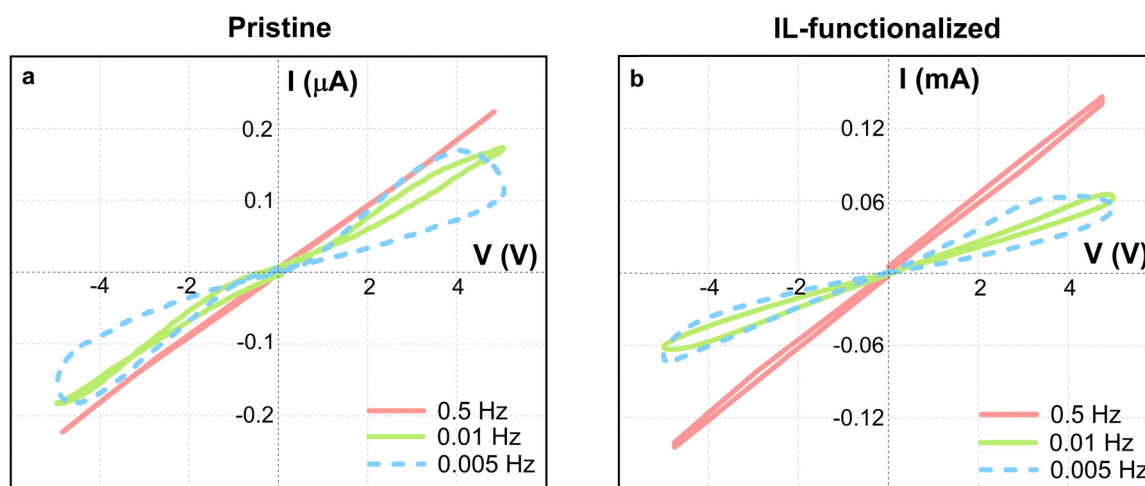 Pristine
IL-functionalized
a
I (μA)
0.2
0.1
V (V)
-4
-2
2
4
-0.1
-0.2
0.5 Hz
0.01 Hz
0.005 Hz
b
I (mA)
0.12
0.06
V (V)
-4
-2
2
4
-0.06
-0.12
0.5 Hz
0.01 Hz
0.005 Hz